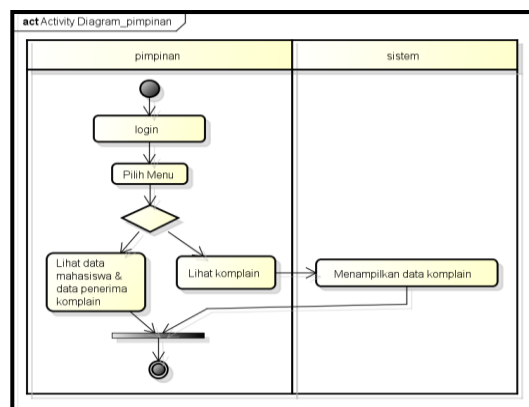 act Activity Diagram_pimpinan
pimpinan
sistem
login
Pilih Menu
Lihat data
mahasiswa &
data penerima
komplain
Lihat komplain
Menampilkan data komplain